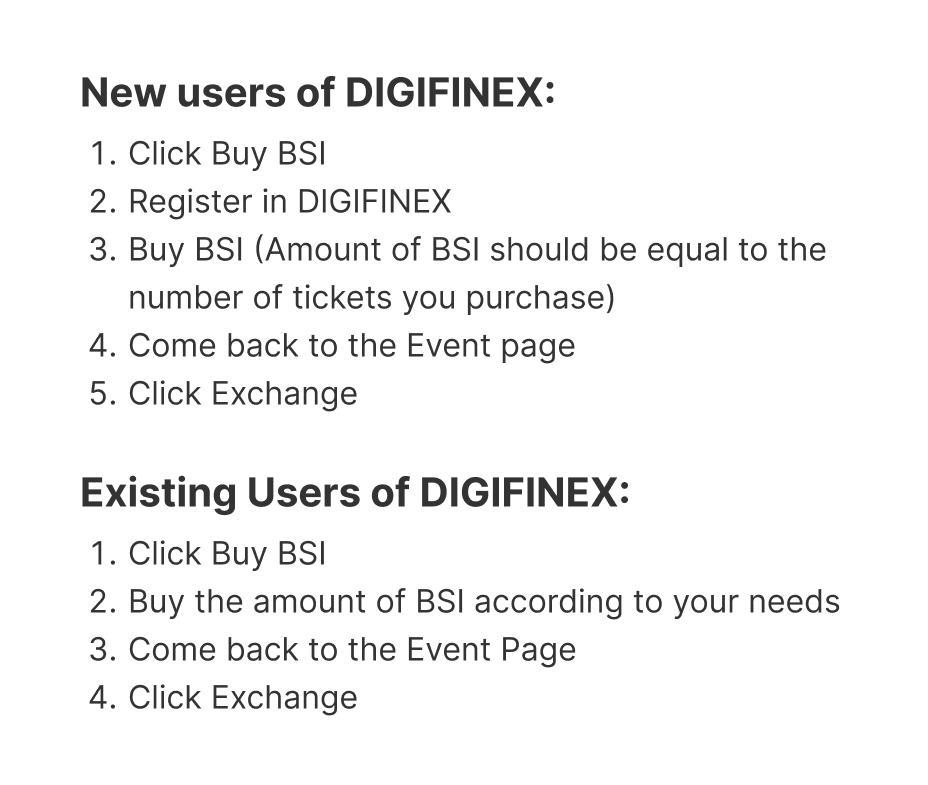 New users of DIGIFINEX:
1. Click Buy BSI
2. Register in DIGIFINEX
3. Buy BSI (Amount of BSI should be equal to the
number of tickets you purchase)
4. Come back to the Event page
5. Click Exchange
Existing Users of DIGIFINEX:
1. Click Buy BSI
2. Buy the amount of BSI according to your needs
3. Come back to the Event Page
4. Click Exchange